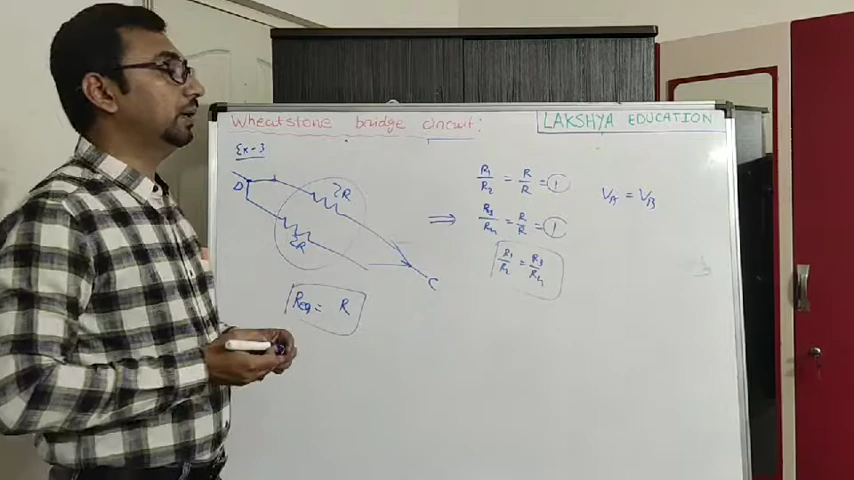 Wheatstone bridge circuit:
LAKSHYA EDUCATION
Ex-3
D
2R
2R
C
Req = R
⇒
R1/R2 = R/R = 1
R3/R4 = R/R = 1
R1/R2 = R3/R4
VA = VB